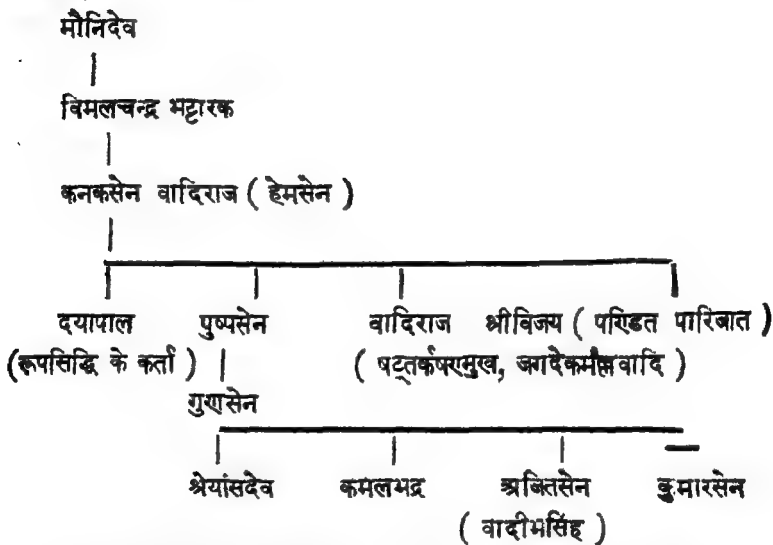 मौनिदेव
विमलचन्द्र भट्टारक
कनकसेन वादिराज ( हेमसेन )
दयापाल पुष्पसेन वादिराज श्रीविजय ( पण्डित पारिजात )
(रूपसिद्धि के कर्ता ) ( षट्तर्कषण्मुख, जगदेकमल्लवादि )
गुणसेन
श्रेयांसदेव कमलभद्र अजितसेन कुमारसेन
( वादीभसिंह )